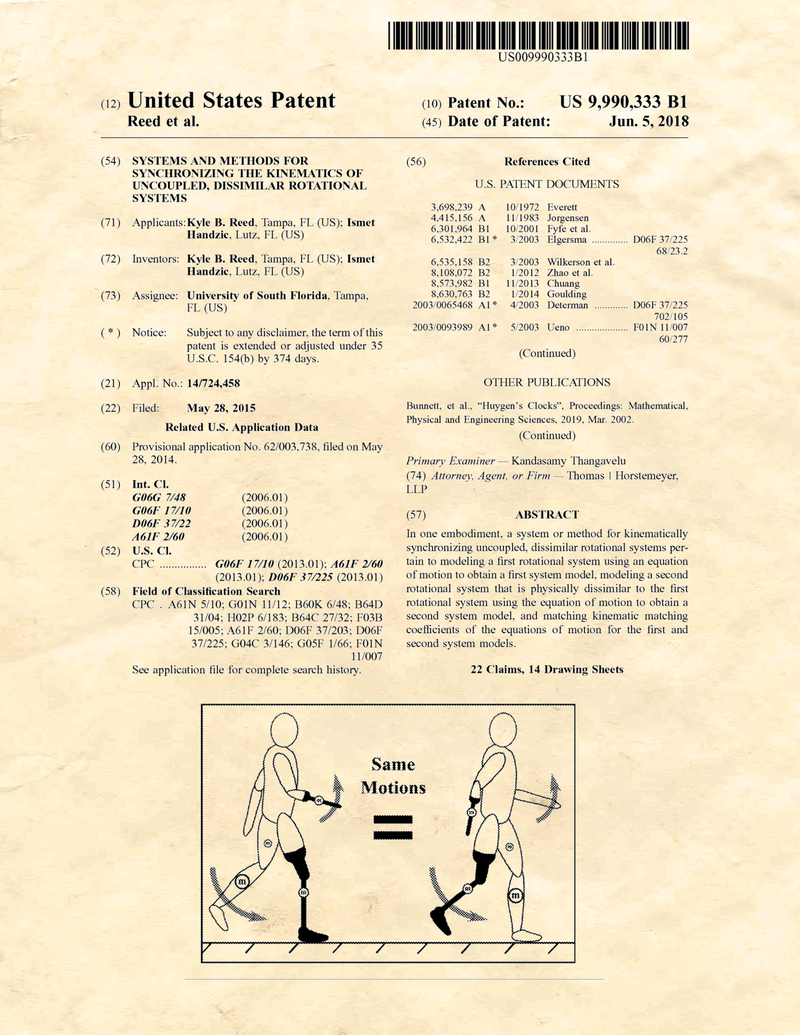 US009990333B1
(12) United States Patent
Reed et al.
(10) Patent No.: US 9,990,333 B1
(45) Date of Patent: Jun. 5, 2018
(54) SYSTEMS AND METHODS FOR
SYNCHRONIZING THE KINEMATICS OF
UNCOUPLED, DISSIMILAR ROTATIONAL
SYSTEMS
(71) Applicants: Kyle B. Reed, Tampa, FL (US); Ismet
Handzic, Lutz, FL (US)
(72) Inventors: Kyle B. Reed, Tampa, FL (US); Ismet
Handzic, Lutz, FL (US)
(73) Assignee: University of South Florida, Tampa,
FL (US)
( * ) Notice: Subject to any disclaimer, the term of this
patent is extended or adjusted under 35
U.S.C. 154(b) by 374 days.
(21) Appl. No.: 14/724,458
(22) Filed: May 28, 2015
Related U.S. Application Data
(60) Provisional application No. 62/003,738, filed on May
28, 2014.
(51) Int. Cl.
G06G 7/48 (2006.01)
G06F 17/10 (2006.01)
D06F 37/22 (2006.01)
A61F 2/60 (2006.01)
(52) U.S. Cl.
CPC ................ G06F 17/10 (2013.01); A61F 2/60
(2013.01); D06F 37/225 (2013.01)
(58) Field of Classification Search
CPC . A61N 5/10; G01N 11/12; B60K 6/48; B64D
31/04; H02P 6/183; B64C 27/32; F03B
15/005; A61F 2/60; D06F 37/203; D06F
37/225; G04C 3/146; G05F 1/66; F01N
11/007
See application file for complete search history.
(56) References Cited
U.S. PATENT DOCUMENTS
3,698,239 A 10/1972 Everett
4,415,156 A 11/1983 Jorgensen
6,301,964 B1 10/2001 Fyfe et al.
6,532,422 B1 * 3/2003 Elgersma .............. D06F 37/225
68/23.2
6,535,158 B2 3/2003 Wilkerson et al.
8,108,072 B2 1/2012 Zhao et al.
8,573,982 B1 11/2013 Chuang
8,630,763 B2 1/2014 Goulding
2003/0065468 A1 * 4/2003 Determan ............. D06F 37/225
702/105
2003/0093989 A1 * 5/2003 Ueno .................... F01N 11/007
60/277
(Continued)
OTHER PUBLICATIONS
Bunnett, et al., “Huygen’s Clocks”, Proceedings: Mathematical,
Physical and Engineering Sciences, 2019, Mar. 2002.
(Continued)
Primary Examiner — Kandasamy Thangavelu
(74) Attorney, Agent, or Firm — Thomas | Horstemeyer,
LLP
(57) ABSTRACT
In one embodiment, a system or method for kinematically
synchronizing uncoupled, dissimilar rotational systems per-
tain to modeling a first rotational system using an equation
of motion to obtain a first system model, modeling a second
rotational system that is physically dissimilar to the first
rotational system using the equation of motion to obtain a
second system model, and matching kinematic matching
coefficients of the equations of motion for the first and
second system models.
22 Claims, 14 Drawing Sheets
Same
Motions
m
m
m
m
m
m
m
m